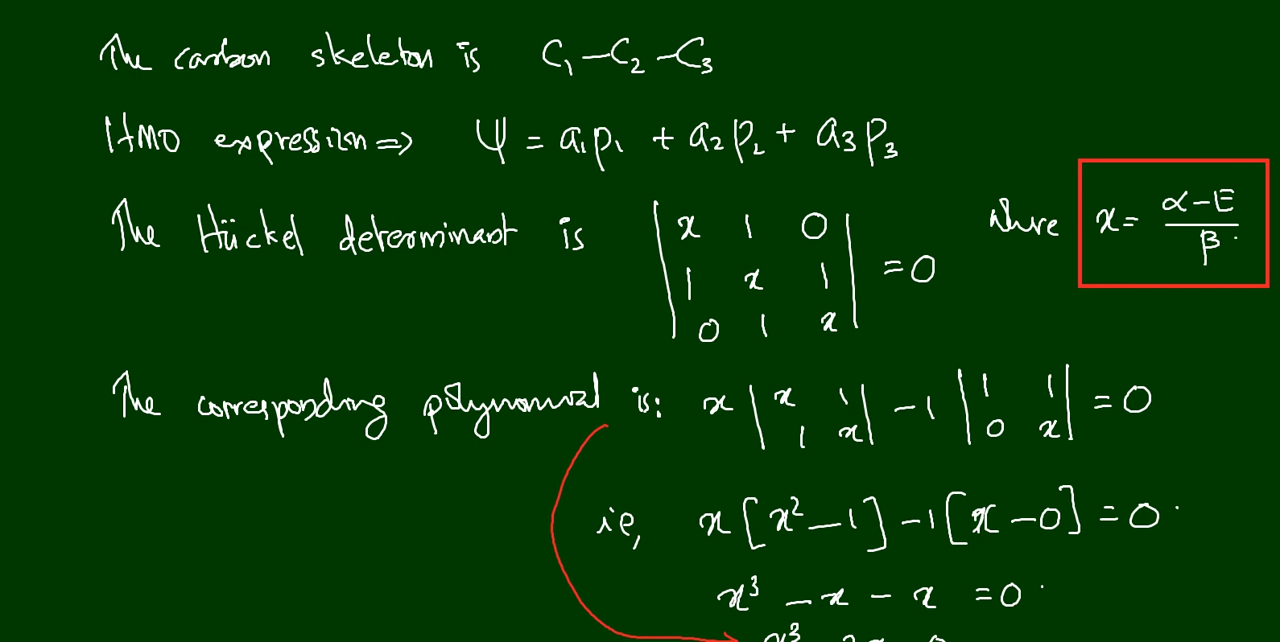 The carbon skeleton is C₁–C₂–C₃
HMO expression ⇒ Ψ = a₁p₁ + a₂p₂ + a₃p₃
The Hückel determinant is | x 1 0 | where x = α–E / β
| 1 x 1 | = 0
| 0 1 x |
The corresponding polynomial is: x | x 1 | – 1 | 1 1 | = 0
| 1 x | | 0 x |
ie, x[x² – 1] – 1[x – 0] = 0
x³ – x – x = 0